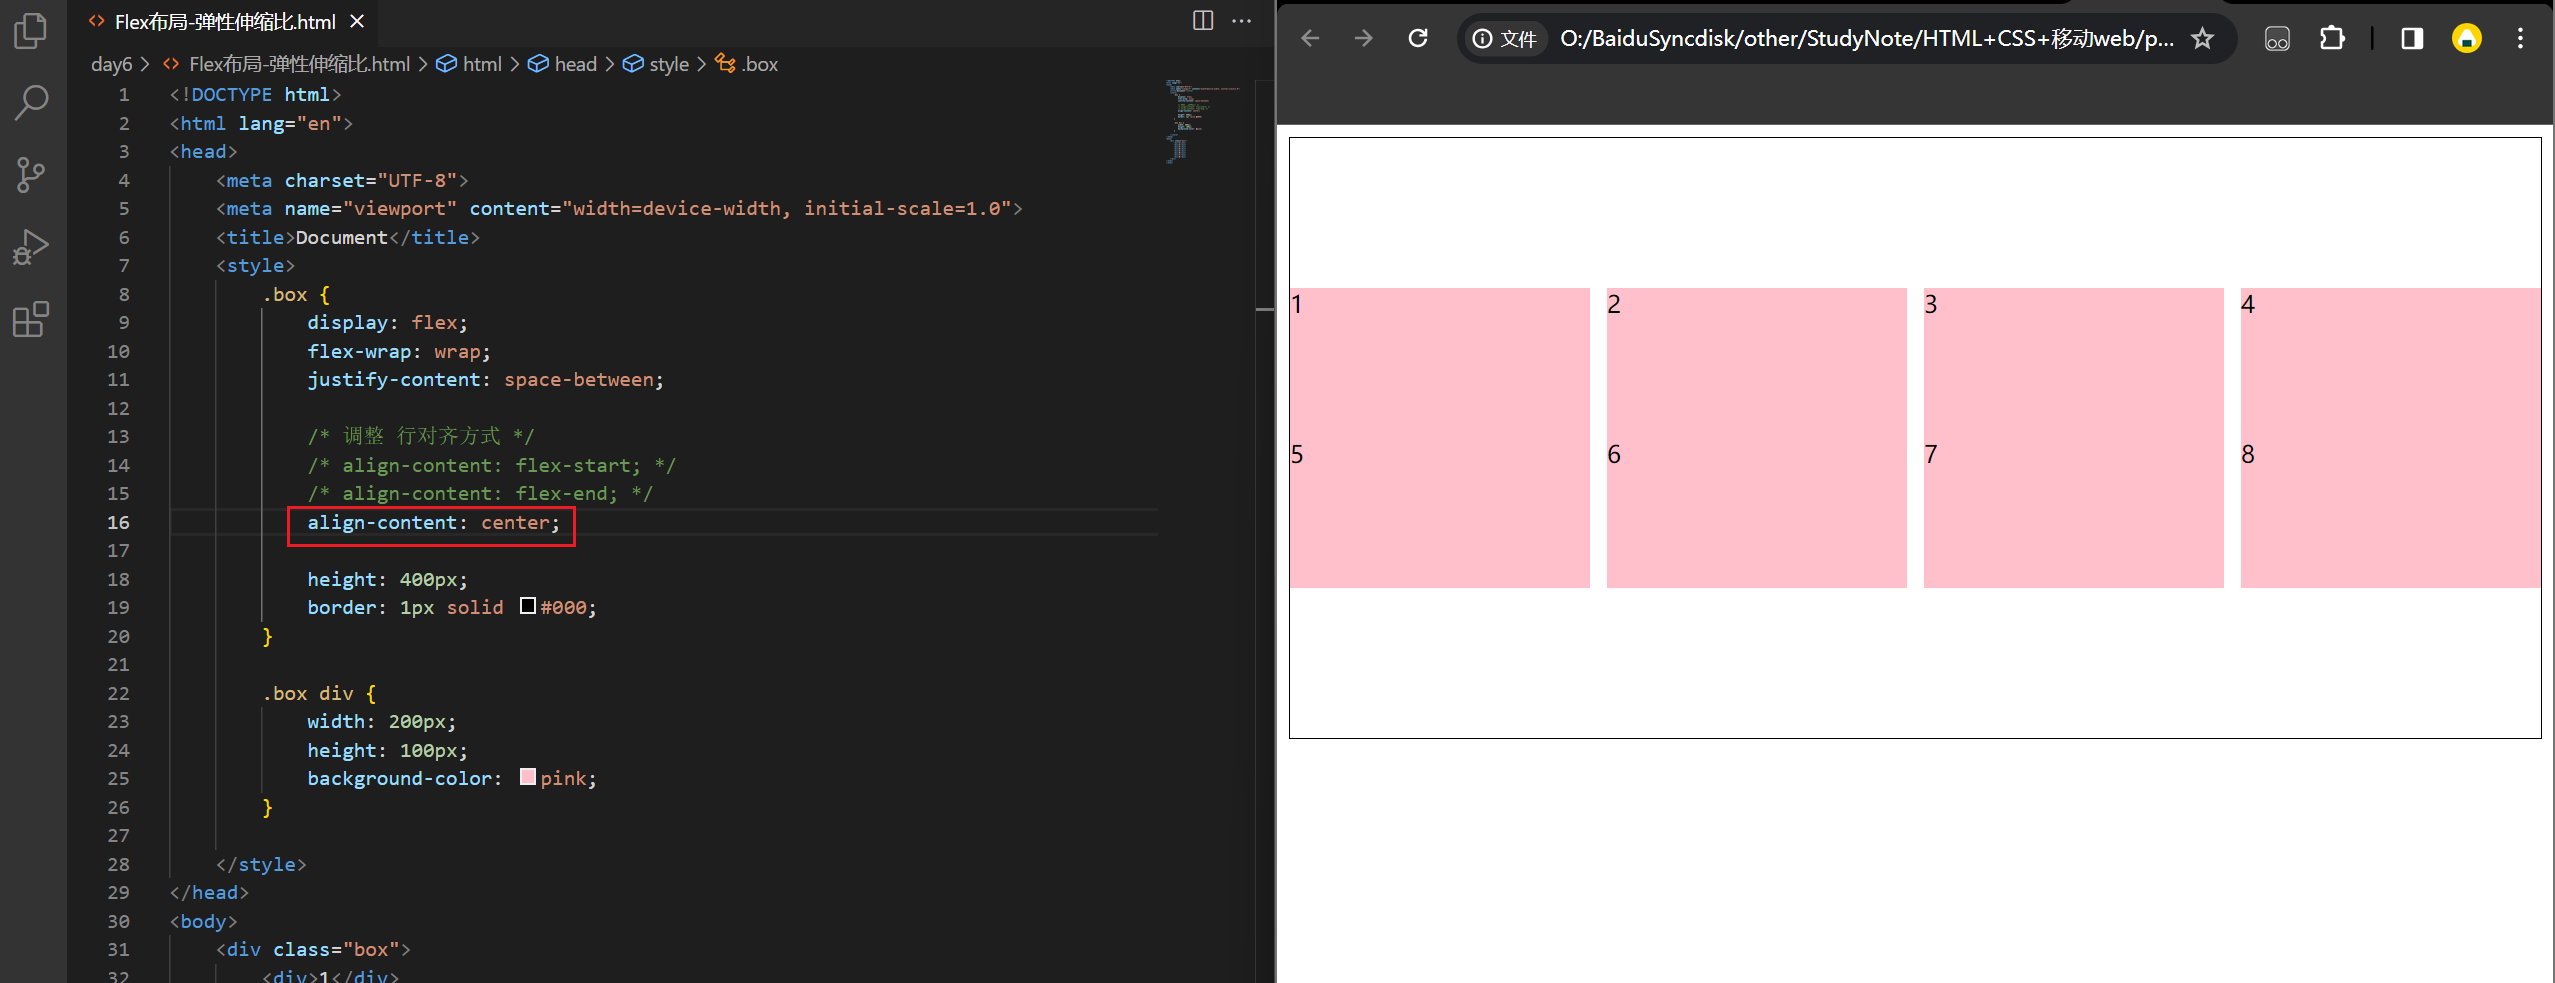 Flex布局-弹性伸缩比.html
day6 > Flex布局-弹性伸缩比.html > html > head > style > .box
1 <!DOCTYPE html>
2 <html lang="en">
3 <head>
4 <meta charset="UTF-8">
5 <meta name="viewport" content="width=device-width, initial-scale=1.0">
6 <title>Document</title>
7 <style>
8 .box {
9 display: flex;
10 flex-wrap: wrap;
11 justify-content: space-between;
12
13 /* 调整 行对齐方式 */
14 /* align-content: flex-start; */
15 /* align-content: flex-end; */
16 align-content: center;
17
18 height: 400px;
19 border: 1px solid #000;
20 }
21
22 .box div {
23 width: 200px;
24 height: 100px;
25 background-color: pink;
26 }
27
28 </style>
29 </head>
30 <body>
31 <div class="box">
32 <div>1</div>
文件 O:/BaiduSyncdisk/other/StudyNote/HTML+CSS+移动web/p...
1 2 3 4
5 6 7 8